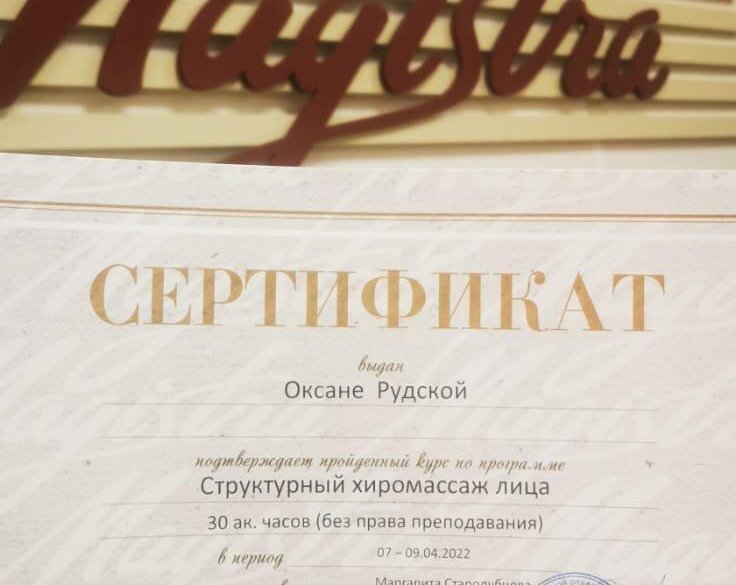 Magistra
СЕРТИФИКАТ
выдан
Оксане Рудской
подтверждает пройденный курс по программе
Структурный хиромассаж лица
30 ак. часов (без права преподавания)
в период
07 – 09.04.2022
Маргарита Стародубцева